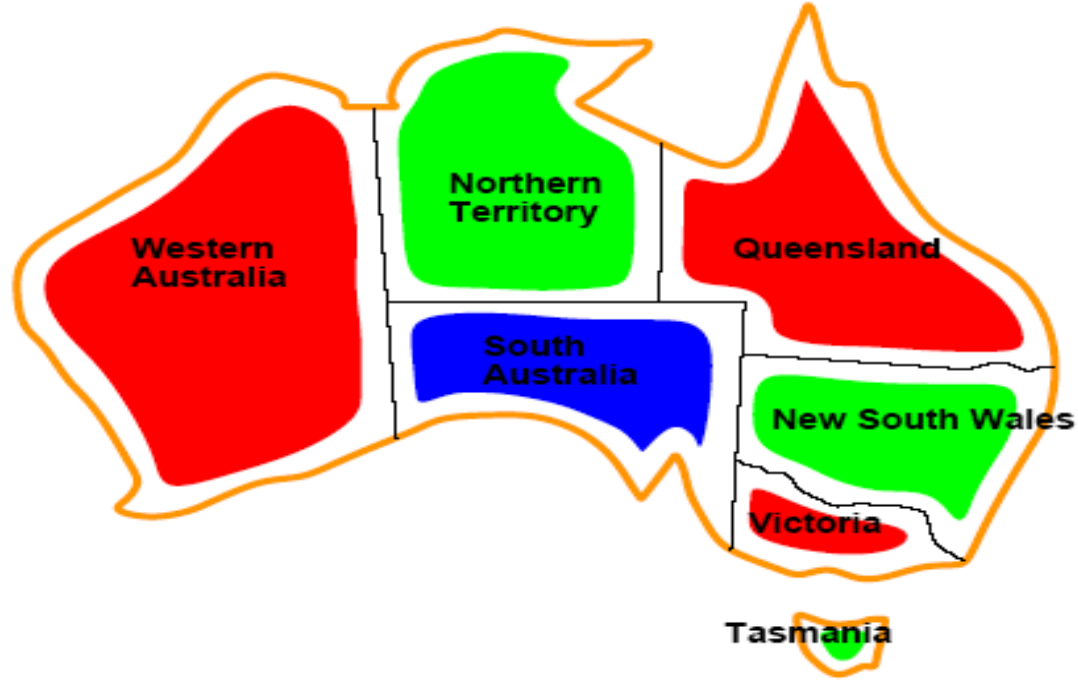 Northern
Territory
Western
Australia
Queensland
South
Australia
New South Wales
Victoria
Tasmania